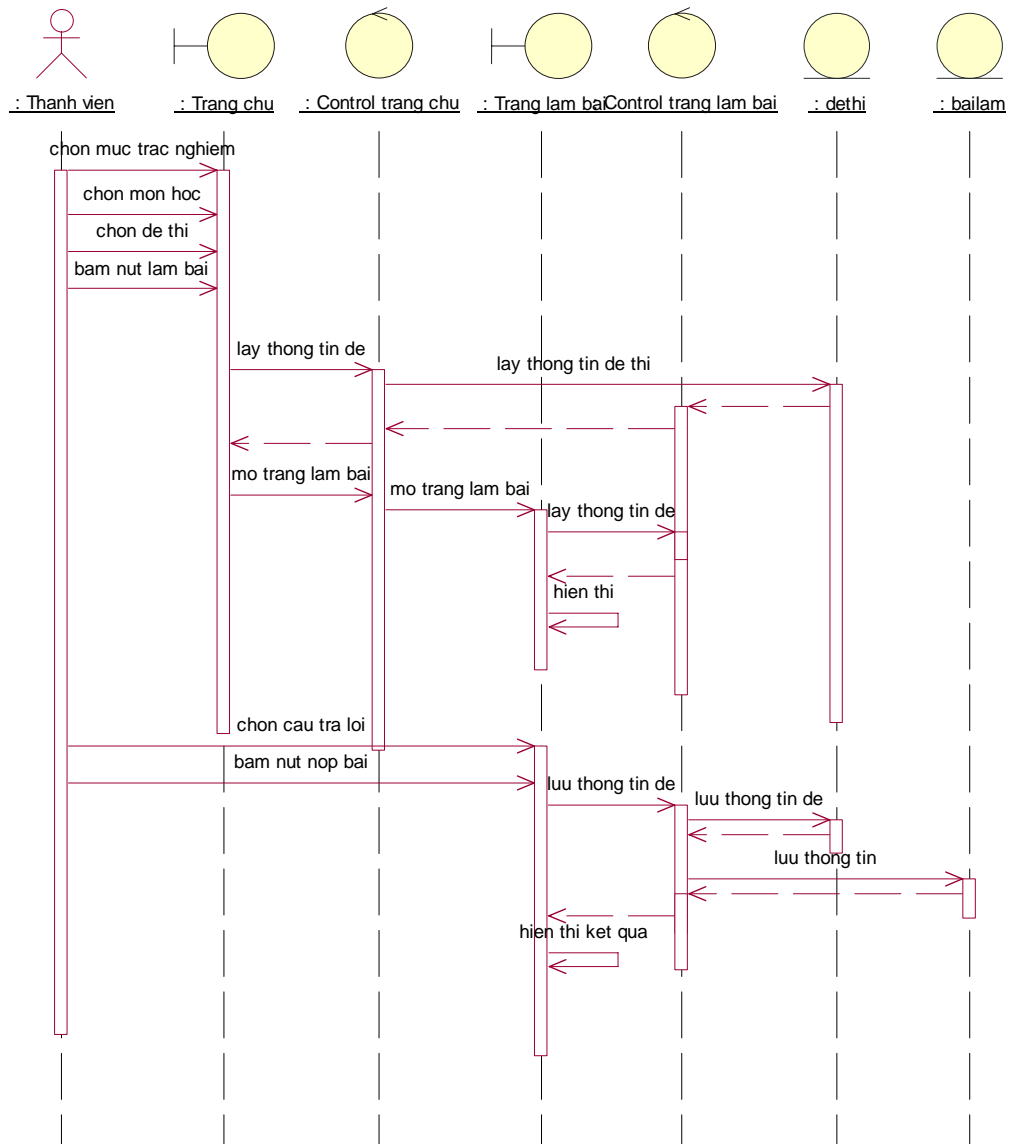 : Thanh vien
: Trang chu
: Control trang chu
: Trang lam bai
Control trang lam bai
: dethi
: bailam
chon muc trac nghiem
chon mon hoc
chon de thi
bam nut lam bai
lay thong tin de
lay thong tin de thi
mo trang lam bai
mo trang lam bai
lay thong tin de
hien thi
chon cau tra loi
bam nut nop bai
luu thong tin de
luu thong tin de
luu thong tin
hien thi ket qua